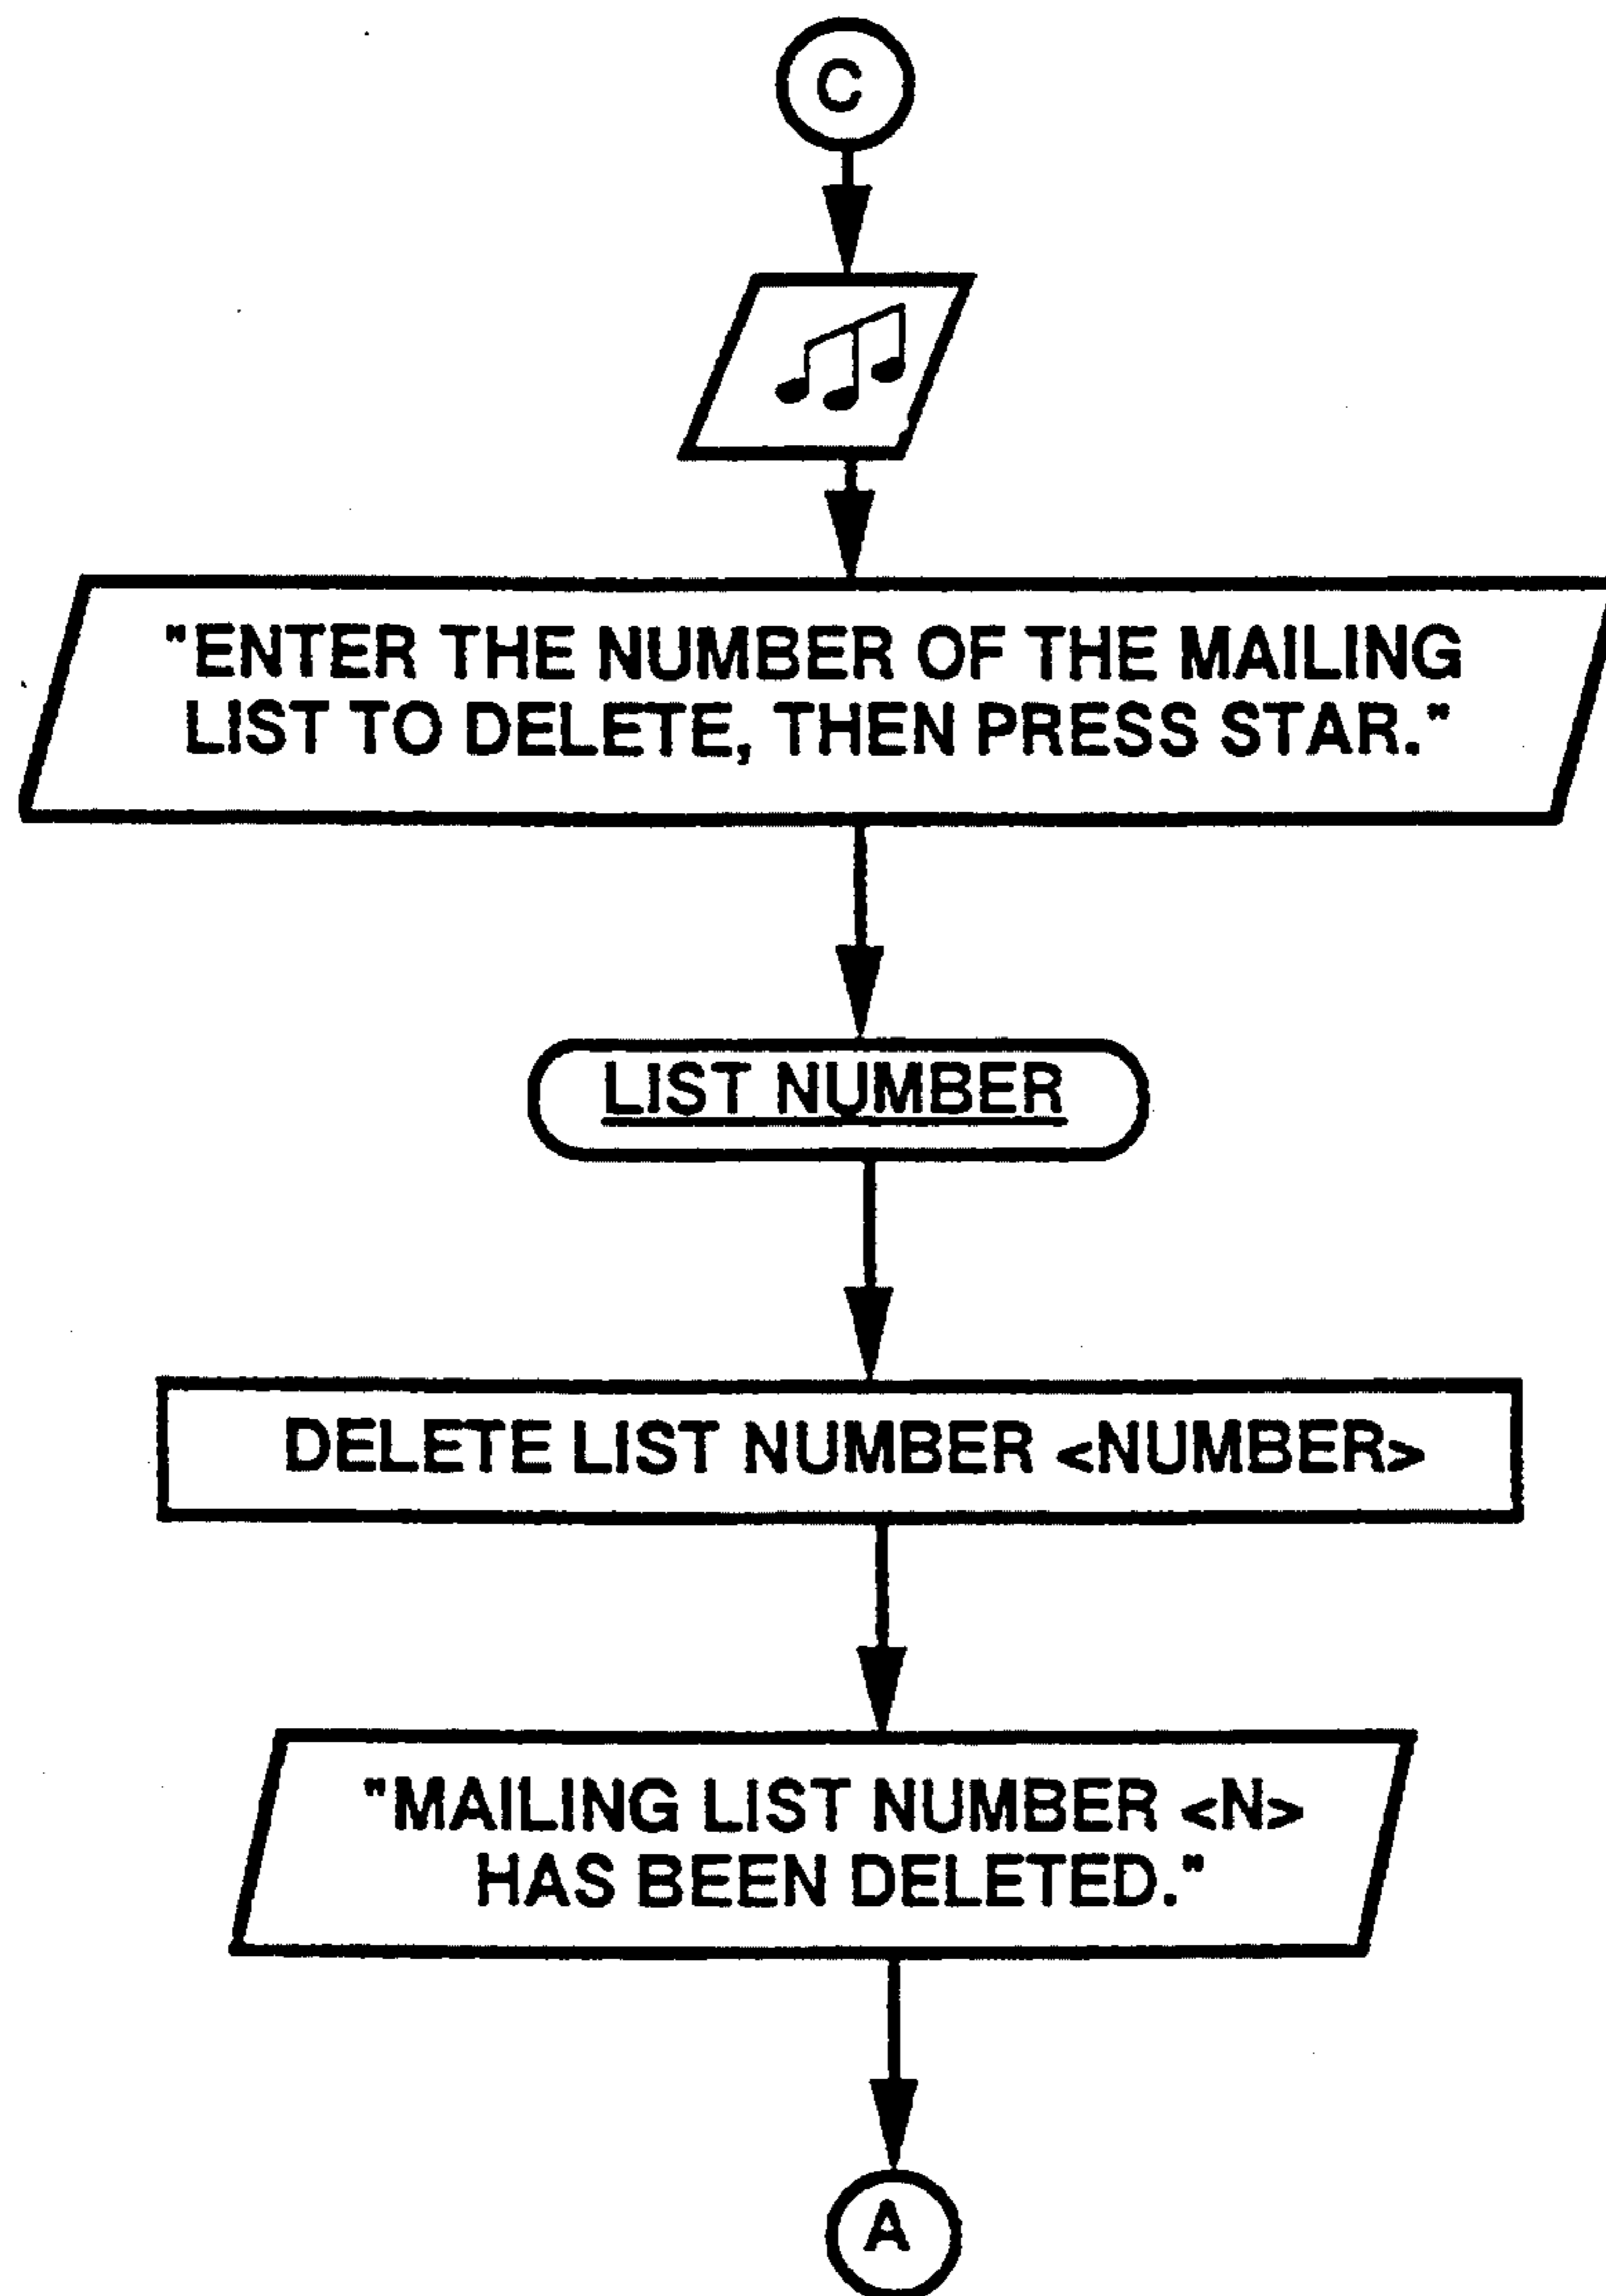 C
"ENTER THE NUMBER OF THE MAILING
LIST TO DELETE, THEN PRESS STAR."
LIST NUMBER
DELETE LIST NUMBER <NUMBER>
"MAILING LIST NUMBER <N>
HAS BEEN DELETED."
A